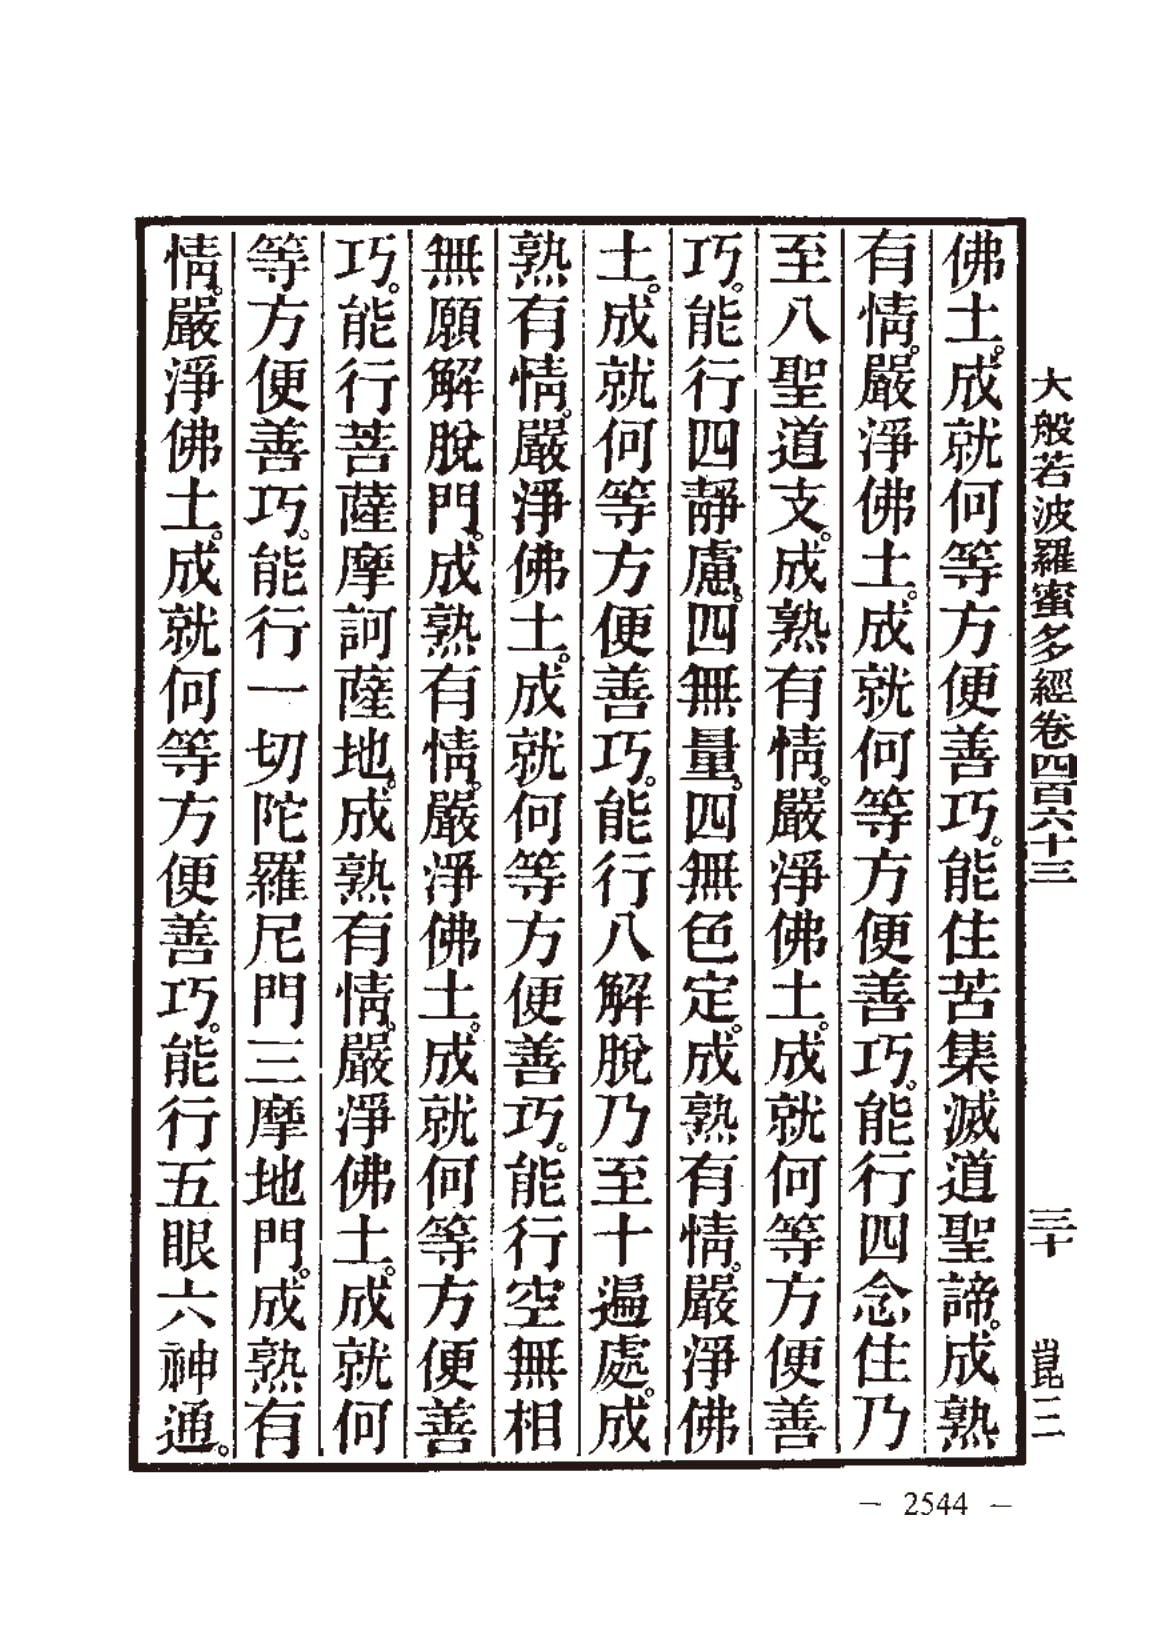 大般若波羅蜜多經卷四百六十三 三十 崑三
佛土。成就何等方便善巧。能住苦集滅道聖諦。成熟
有情。嚴淨佛土。成就何等方便善巧。能行四念住乃
至八聖道支。成熟有情。嚴淨佛土。成就何等方便善
巧。能行四靜慮。四無量。四無色定。成熟有情。嚴淨佛
土。成就何等方便善巧。能行八解脫乃至十遍處。成
熟有情。嚴淨佛土。成就何等方便善巧。能行空無相
無願解脫門。成熟有情。嚴淨佛土。成就何等方便善
巧。能行菩薩摩訶薩地。成熟有情。嚴淨佛土。成就何
等方便善巧。能行一切陀羅尼門三摩地門。成熟有
情。嚴淨佛土。成就何等方便善巧。能行五眼六神通。
— 2544 —